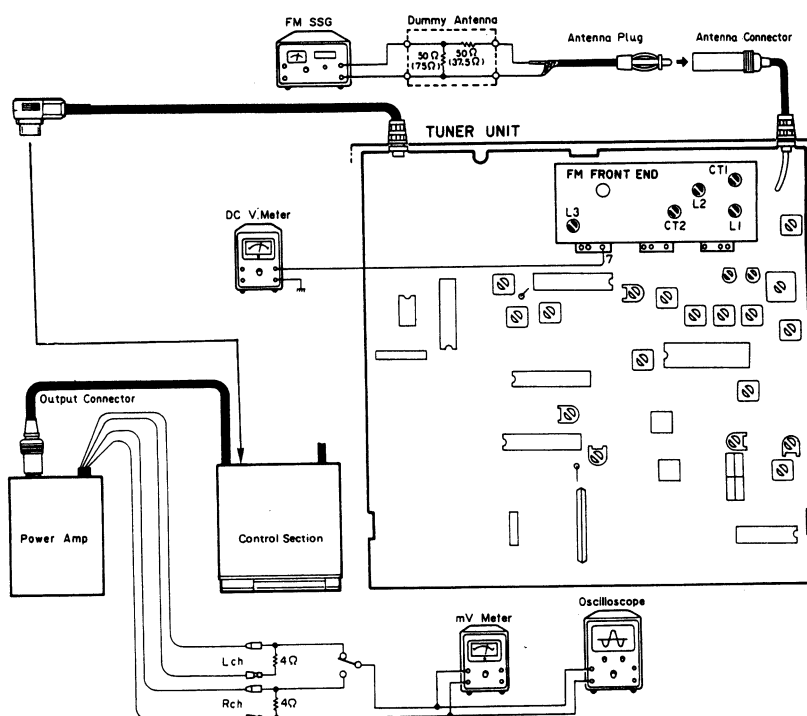 FM SSG
Dummy Antenna
50Ω
(75Ω)
50Ω
(37.5Ω)
Antenna Plug
Antenna Connector
TUNER UNIT
FM FRONT END
CT1
L2
L3
CT2
L1
7
DC V.Meter
Output Connector
Power Amp
Control Section
mV Meter
Oscilloscope
Lch
4Ω
Rch
4Ω